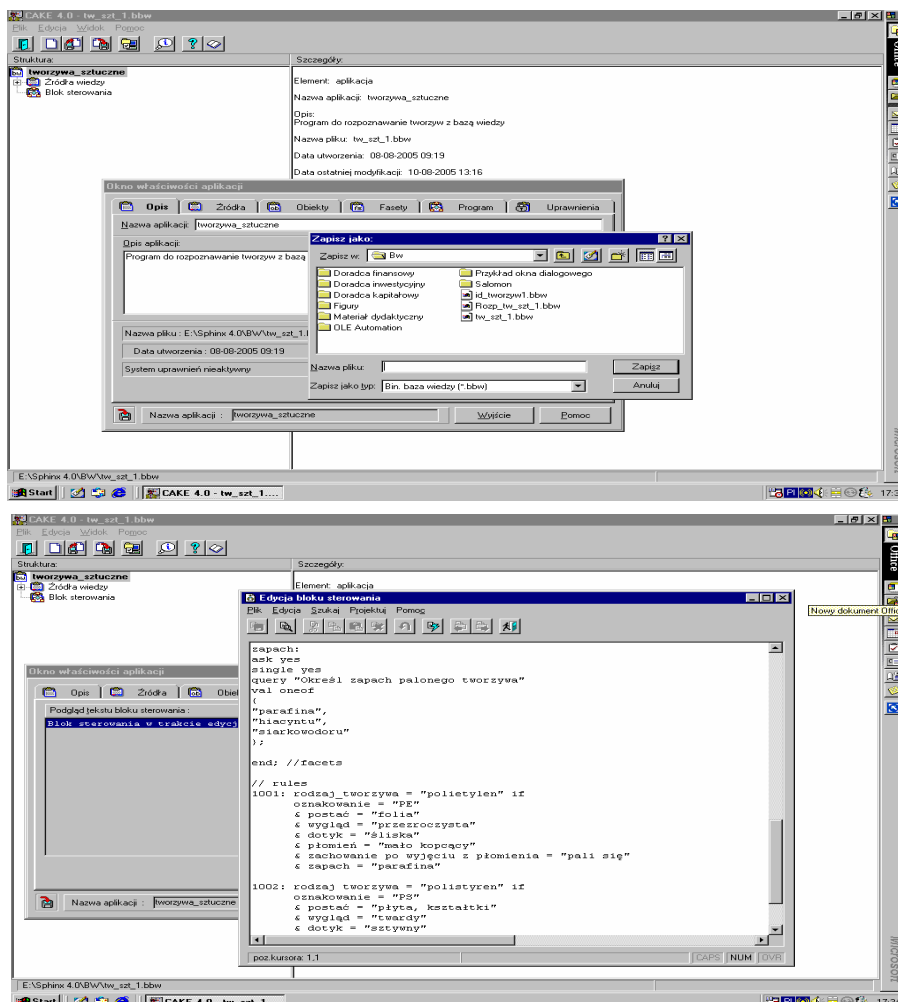 CAKE 4.0 - tw_szt_1.bbw
Plik Edycja Widok Pomoc
Struktura:
Szczegóły:
tworzywa_sztuczne
Źródła wiedzy
Blok sterowania
Element: aplikacja
Nazwa aplikacji: tworzywa_sztuczne
Opis:
Program do rozpoznawanie tworzyw z bazą wiedzy
Nazwa pliku: tw_szt_1.bbw
Data utworzenia: 08-08-2005 09:19
Data ostatniej modyfikacji: 10-08-2005 13:16
Office
Okno właściwości aplikacji
Opis Źródła Obiekty Fasety Program Uprawnienia
Nazwa aplikacji: tworzywa_sztuczne
Opis aplikacji:
Program do rozpoznawanie tworzyw z bazą
Nazwa pliku : E:\Sphinx 4.0\BW\tw_szt_1.
Data utworzenia : 08-08-2005 09:19
System uprawnień nieaktywny
Nazwa aplikacji : tworzywa_sztuczne
Wyjście
Pomoc
Zapisz jako:
Zapisz w: Bw
Doradca finansowy
Doradca inwestycyjny
Doradca kapitałowy
Figury
Materiał dydaktyczny
OLE Automation
Przykład okna dialogowego
Salomon
id_tworzyw1.bbw
Rozp_tw_szt_1.bbw
tw_szt_1.bbw
Nazwa pliku:
Zapisz
Zapisz jako typ: Bin. baza wiedzy (*.bbw)
Anuluj
Microsoft
E:\Sphinx 4.0\BW\tw_szt_1.bbw
Start
CAKE 4.0 - tw_szt_1....
Pl
17:3
CAKE 4.0 - tw_szt_1.bbw
Plik Edycja Widok Pomoc
Struktura:
Szczegóły:
tworzywa_sztuczne
Źródła wiedzy
Blok sterowania
Element: aplikacja
Office
Nowy dokument Offic
Okno właściwości aplikacji
Opis Źródła Obiek
Podgląd tekstu bloku sterowania :
Blok sterowania w trakcie edycj
Nazwa aplikacji : tworzywa_sztuczne
Edycja bloku sterowania
Plik Edycja Szukaj Projektuj Pomoc
zapach:
ask yes
single yes
query "Określ zapach palonego tworzywa"
val oneof
{
"parafina",
"hiacyntu",
"siarkowodoru"
};
end; //facets
// rules
1001: rodzaj_tworzywa = "polietylen" if
oznakowanie = "PE"
& postać = "folia"
& wygląd = "przezroczysta"
& dotyk = "śliska"
& płomień = "mało kopcący"
& zachowanie po wyjęciu z płomienia = "pali się"
& zapach = "parafina"
1002: rodzaj tworzywa = "polistyren" if
oznakowanie = "PS"
& postać = "płyta, kształtki"
& wygląd = "twardy"
& dotyk = "sztywny"
poz.kursora: 1,1
CAPS NUM OVR
Microsoft
E:\Sphinx 4.0\BW\tw_szt_1.bbw
Start
CAKE 4.0 - tw_szt_1